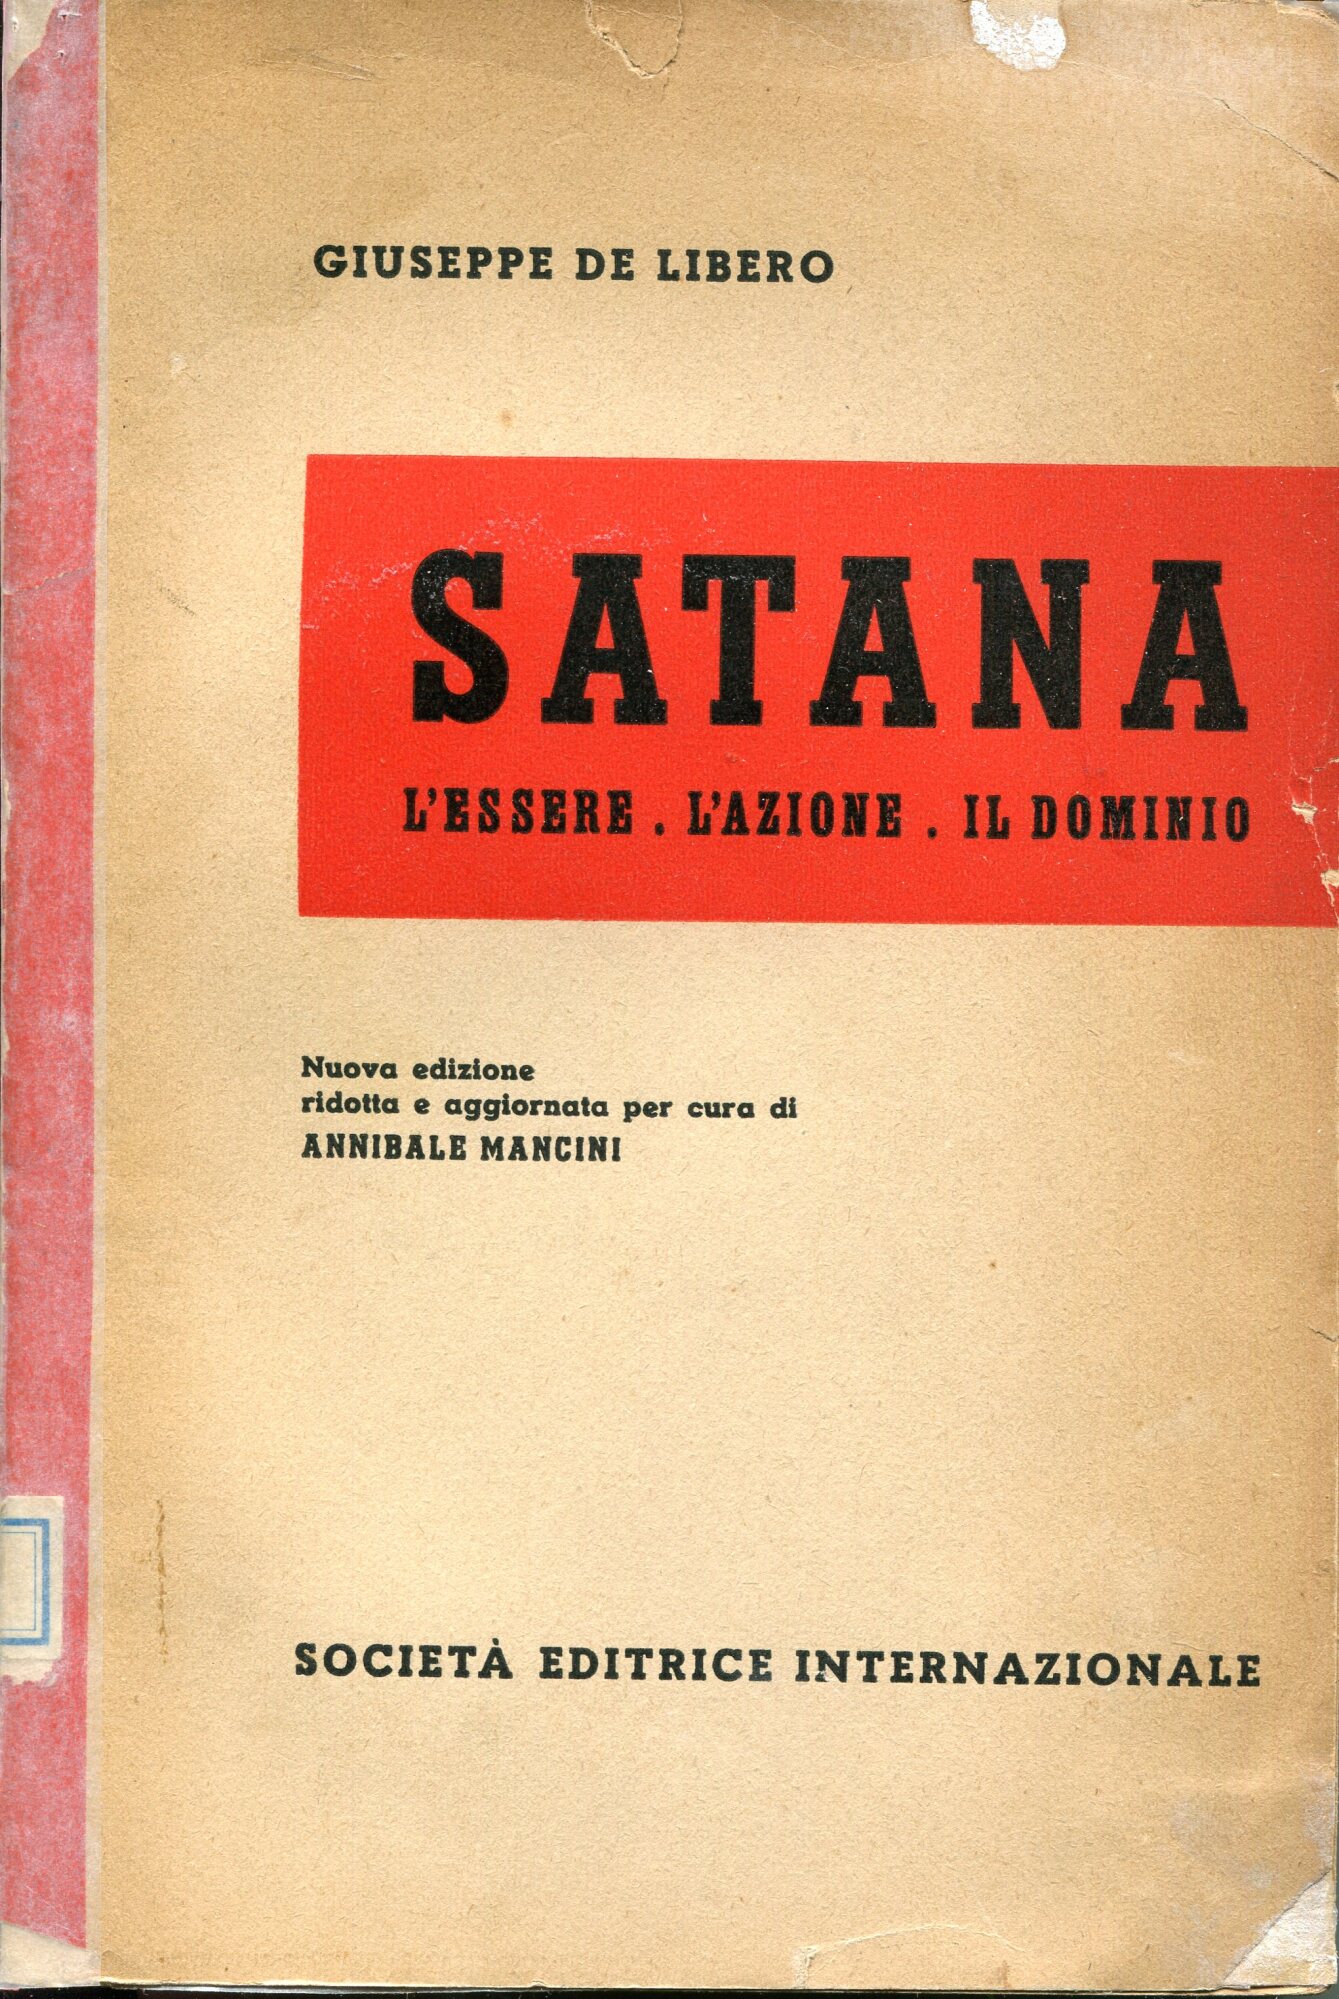 GIUSEPPE DE LIBERO
SATANA
L'ESSERE . L'AZIONE . IL DOMINIO
Nuova edizione
ridotta e aggiornata per cura di
ANNIBALE MANCINI
SOCIETÀ EDITRICE INTERNAZIONALE